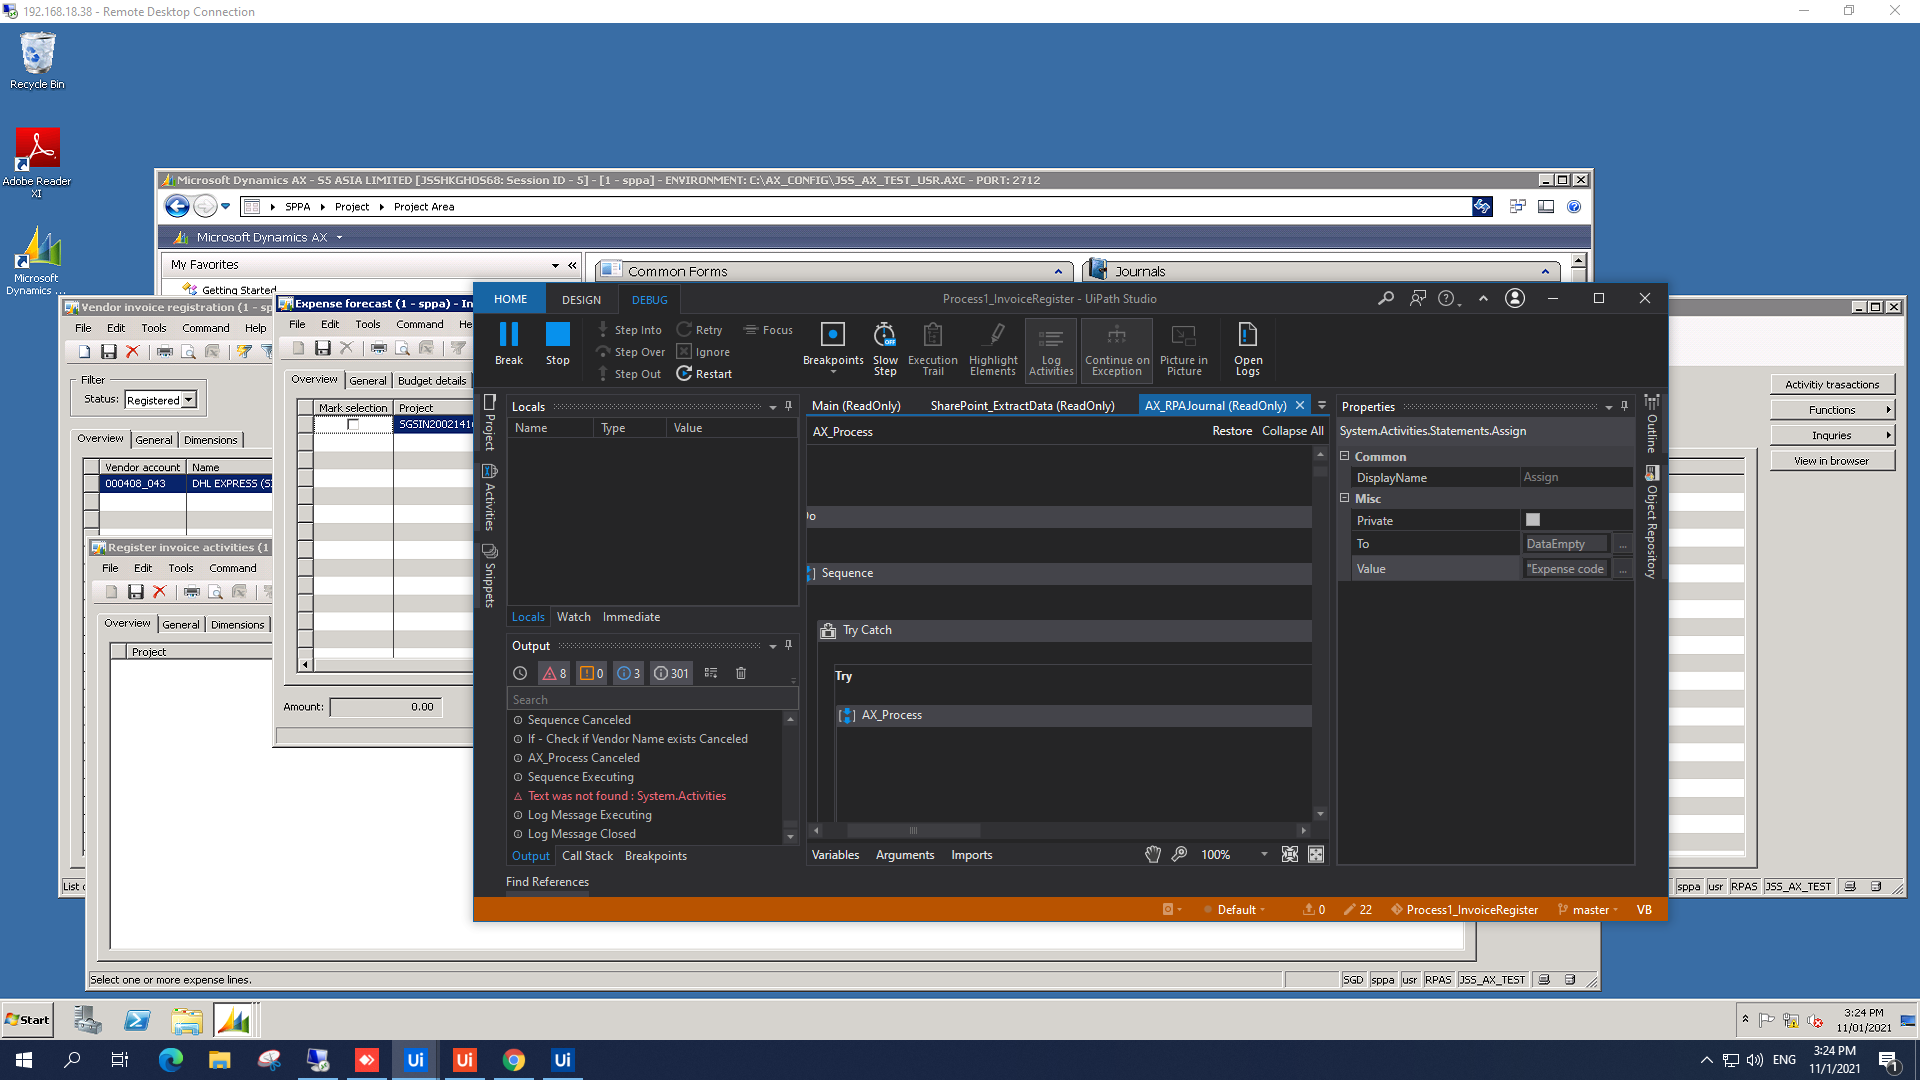 192.168.18.38 - Remote Desktop Connection
Recycle Bin
Adobe Reader
XI
Microsoft
Dynamics ...
Microsoft Dynamics AX - S5 ASIA LIMITED [JSSHKGHOS68: Session ID - 5] - [1 - sppa] - ENVIRONMENT: C:\AX_CONFIG\JSS_AX_TEST_USR.AXC - PORT: 2712
SPPA
Project
Project Area
Microsoft Dynamics AX
My Favorites
Getting Started
Common Forms
Journals
Vendor invoice registration (1 - sp
File Edit Tools Command Help
Filter
Status: Registered
Overview General Dimensions
Vendor account Name
000408_043 DHL EXPRESS (S
Expense forecast (1 - sppa) - In
File Edit Tools Command He
Overview General Budget details
Mark selection Project
SGSIN2002141
Amount: 0.00
Register invoice activities (1
File Edit Tools Command
Overview General Dimensions
Project
HOME DESIGN DEBUG
Process1_InvoiceRegister - UiPath Studio
Break
Stop
Step Into
Step Over
Step Out
Retry
Ignore
Restart
Focus
Breakpoints
Slow
Step
Execution
Trail
Highlight
Elements
Log
Activities
Continue on
Exception
Picture in
Picture
Open
Logs
Project
Activities
Snippets
Locals
Name Type Value
Locals Watch Immediate
Output
8 0 3 301
Search
Sequence Canceled
If - Check if Vendor Name exists Canceled
AX_Process Canceled
Sequence Executing
Text was not found : System.Activities
Log Message Executing
Log Message Closed
Output Call Stack Breakpoints
Find References
Main (ReadOnly) SharePoint_ExtractData (ReadOnly) AX_RPAJournal (ReadOnly)
AX_Process Restore Collapse All
Sequence
Try Catch
Try
AX_Process
Variables Arguments Imports 100%
Properties
System.Activities.Statements.Assign
Common
DisplayName Assign
Misc
Private
To DataEmpty ...
Value "Expense code ...
Outline
Object Repository
Default 0 22 Process1_InvoiceRegister master VB
Activitiy trasactions
Functions
Inquries
View in browser
sppa usr RPAS JSS_AX_TEST
Select one or more expense lines.
SGD sppa usr RPAS JSS_AX_TEST
Start
3:24 PM
11/01/2021
ENG
3:24 PM
11/1/2021
1